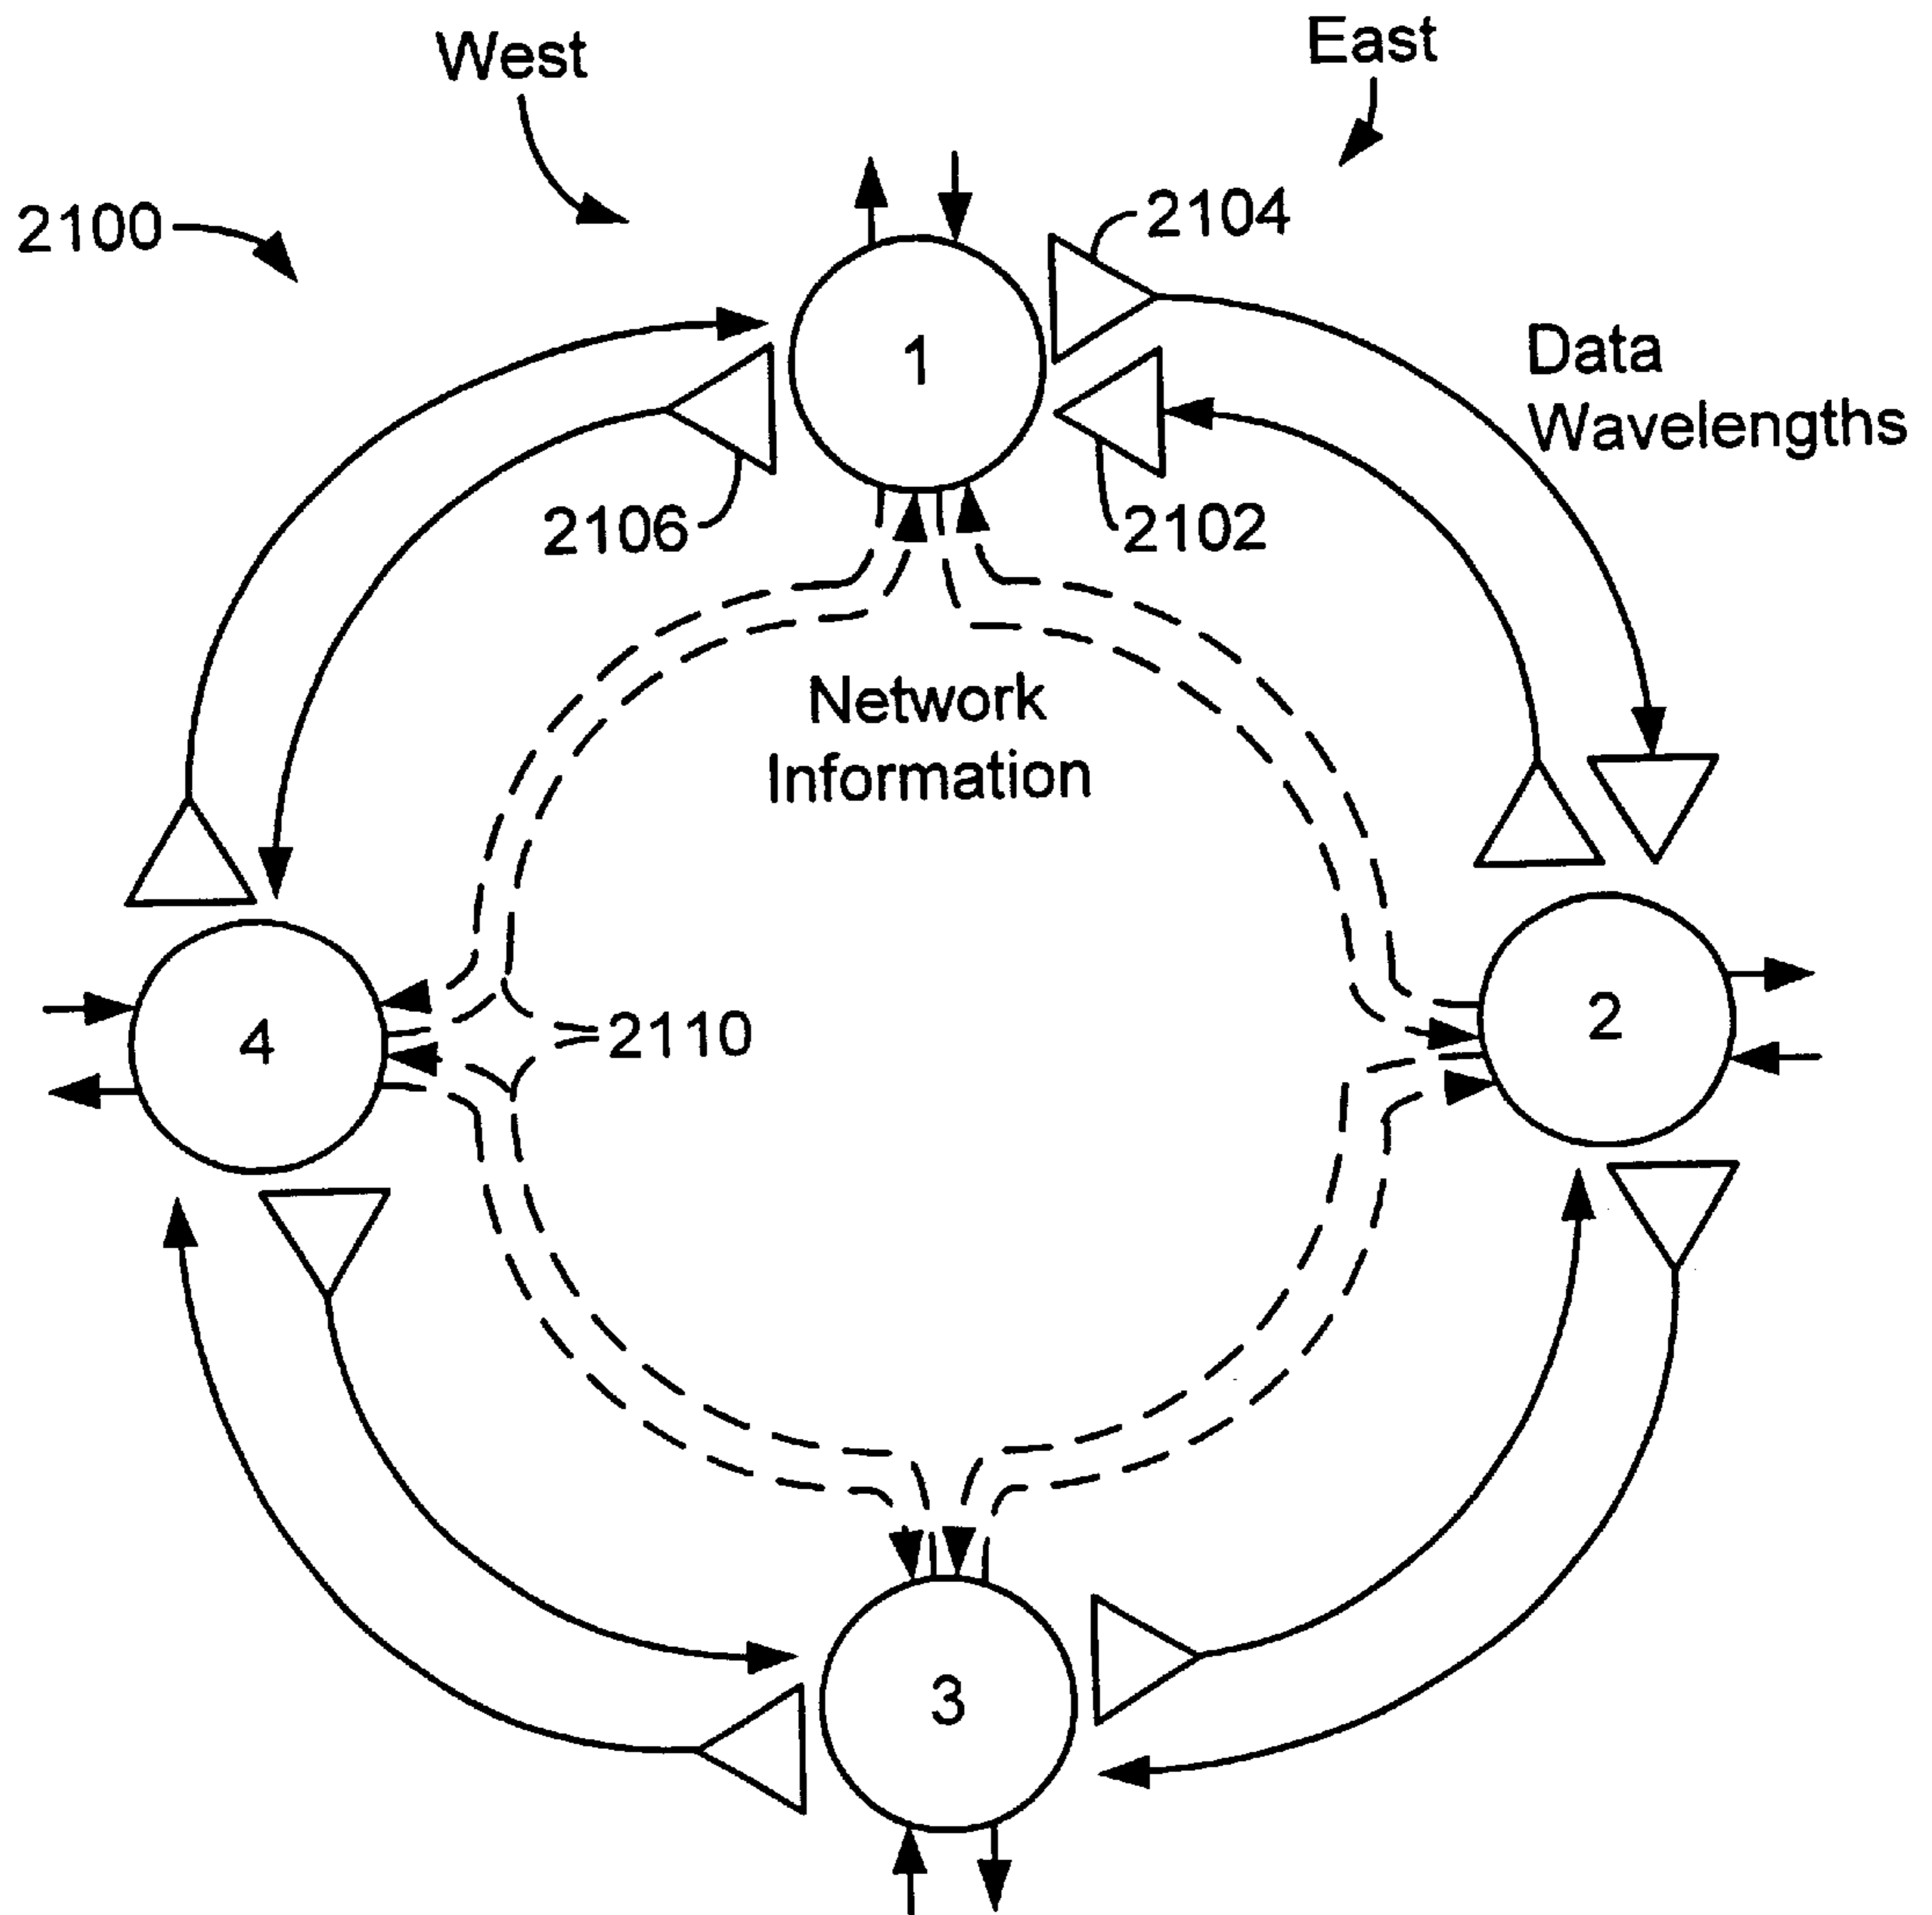 West
East
2100
2104
1
Data
Wavelengths
2106
2102
Network
Information
4
2110
2
3